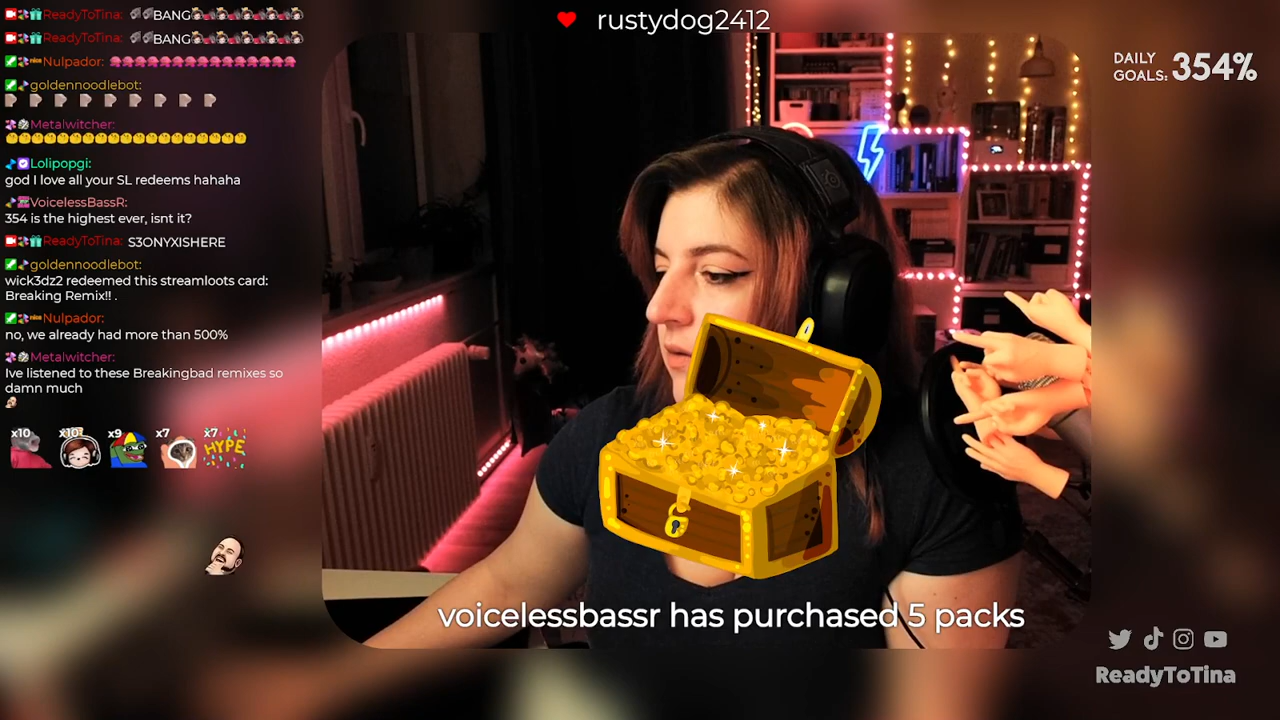 rustydog2412
ReadyToTina: BANG
ReadyToTina: BANG
Nulpador:
goldennoodlebot:
Metalwitcher:
Lolipopgi:
god I love all your SL redeems hahaha
VoicelessBassR:
354 is the highest ever, isnt it?
ReadyToTina: S3ONYXISHERE
goldennoodlebot:
wick3dz2 redeemed this streamloots card:
Breaking Remix!! .
Nulpador:
no, we already had more than 500%
Metalwitcher:
Ive listened to these Breakingbad remixes so
damn much
x10 x10 x9 x7 x7
HYPE
DAILY
GOALS: 354%
voicelessbassr has purchased 5 packs
ReadyToTina